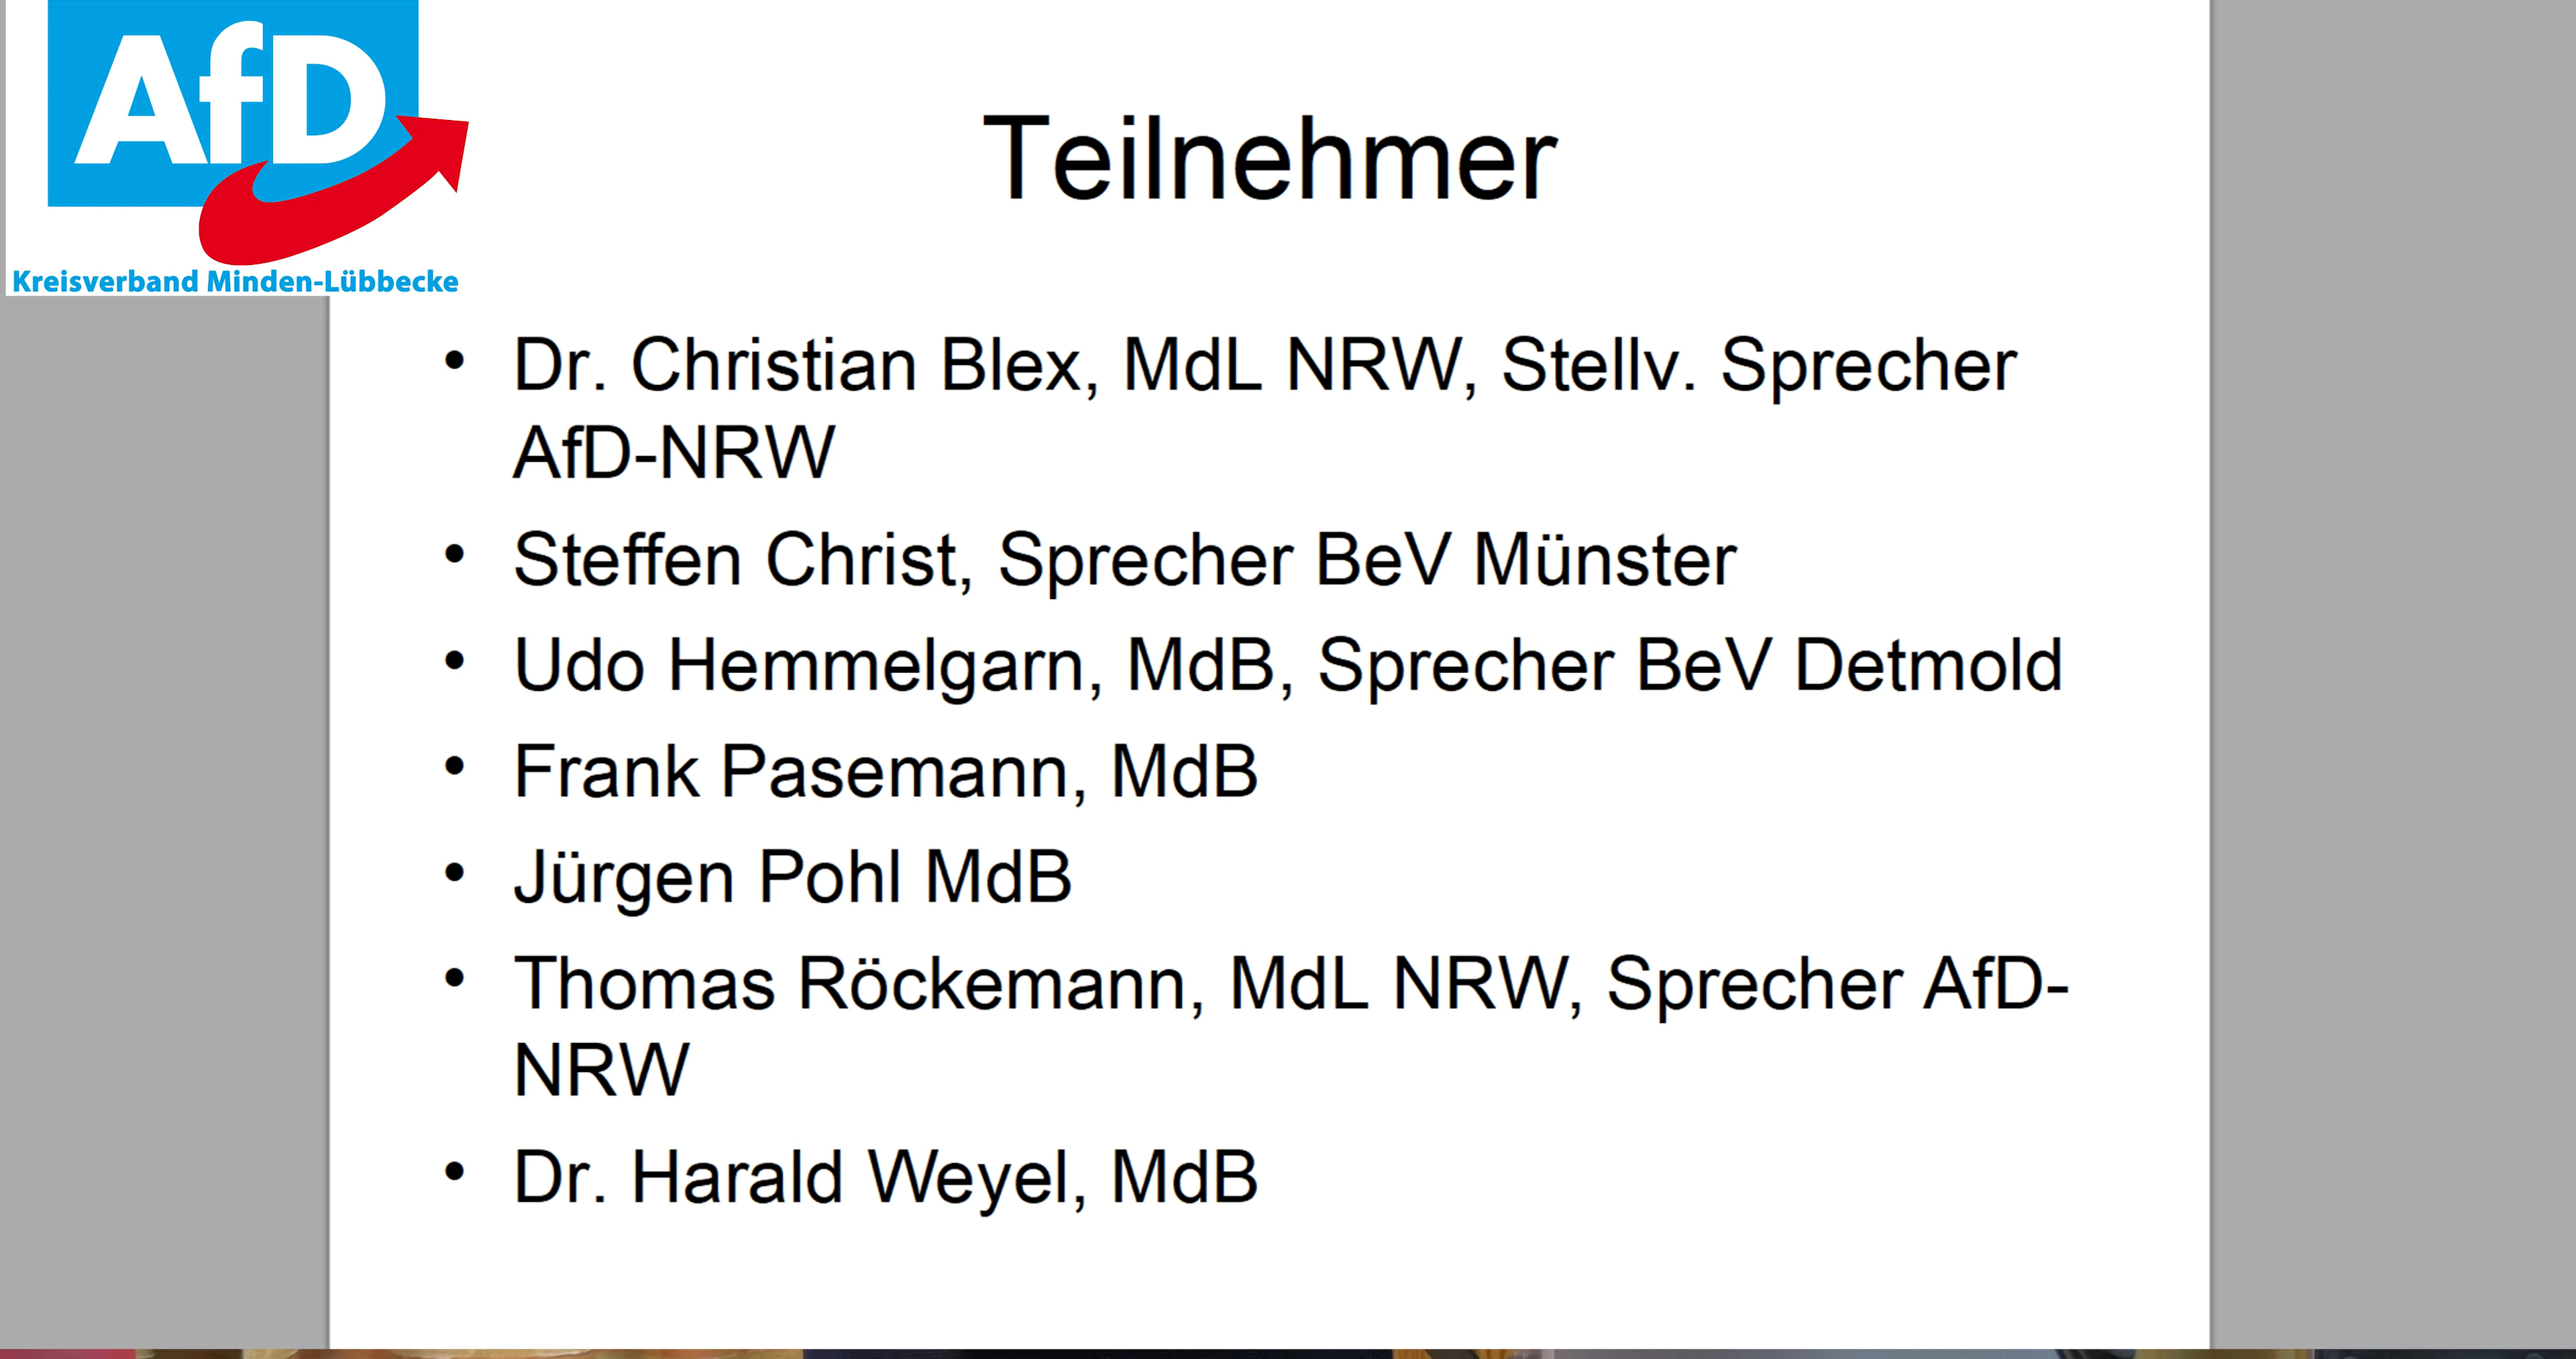 AfD
Kreisverband Minden-Lübbecke
Teilnehmer
• Dr. Christian Blex, MdL NRW, Stellv. Sprecher
AfD-NRW
• Steffen Christ, Sprecher BeV Münster
• Udo Hemmelgarn, MdB, Sprecher BeV Detmold
• Frank Pasemann, MdB
• Jürgen Pohl MdB
• Thomas Röckemann, MdL NRW, Sprecher AfD-
NRW
• Dr. Harald Weyel, MdB